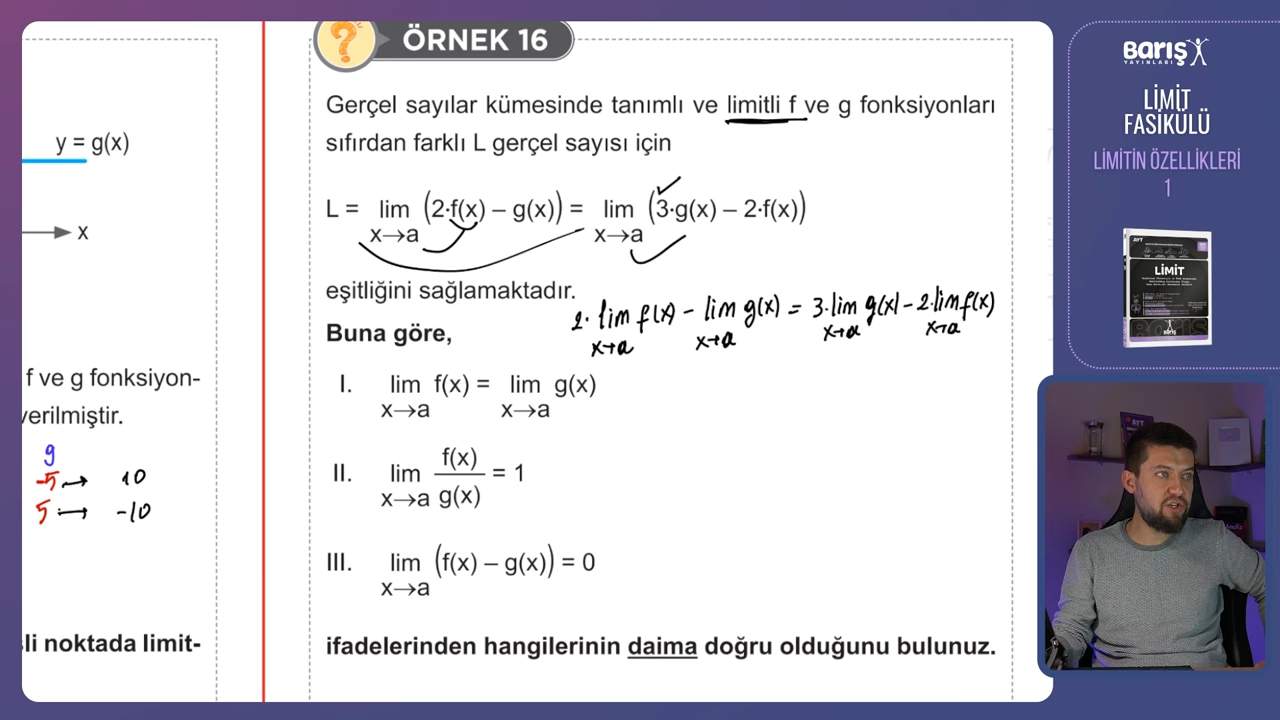 ÖRNEK 16
Gerçel sayılar kümesinde tanımlı ve limitli f ve g fonksiyonları
sıfırdan farklı L gerçel sayısı için
L = lim (2·f(x) – g(x)) = lim (3·g(x) – 2·f(x))
x→a x→a
eşitliğini sağlamaktadır.
2· lim f(x) – lim g(x) = 3·lim g(x) – 2·lim f(x)
x→a x→a x→a x→a
Buna göre,
I. lim f(x) = lim g(x)
x→a x→a
II. lim f(x)/g(x) = 1
x→a
III. lim (f(x) – g(x)) = 0
x→a
ifadelerinden hangilerinin daima doğru olduğunu bulunuz.
y = g(x)
x
f ve g fonksiyon-
verilmiştir.
g
-5 → 10
5 → -10
li noktada limit-
BARIŞ
YAYINLARI
LİMİT
FASİKÜLÜ
LİMİTİN ÖZELLİKLERİ
1
AYT
LİMİT
BARIŞ